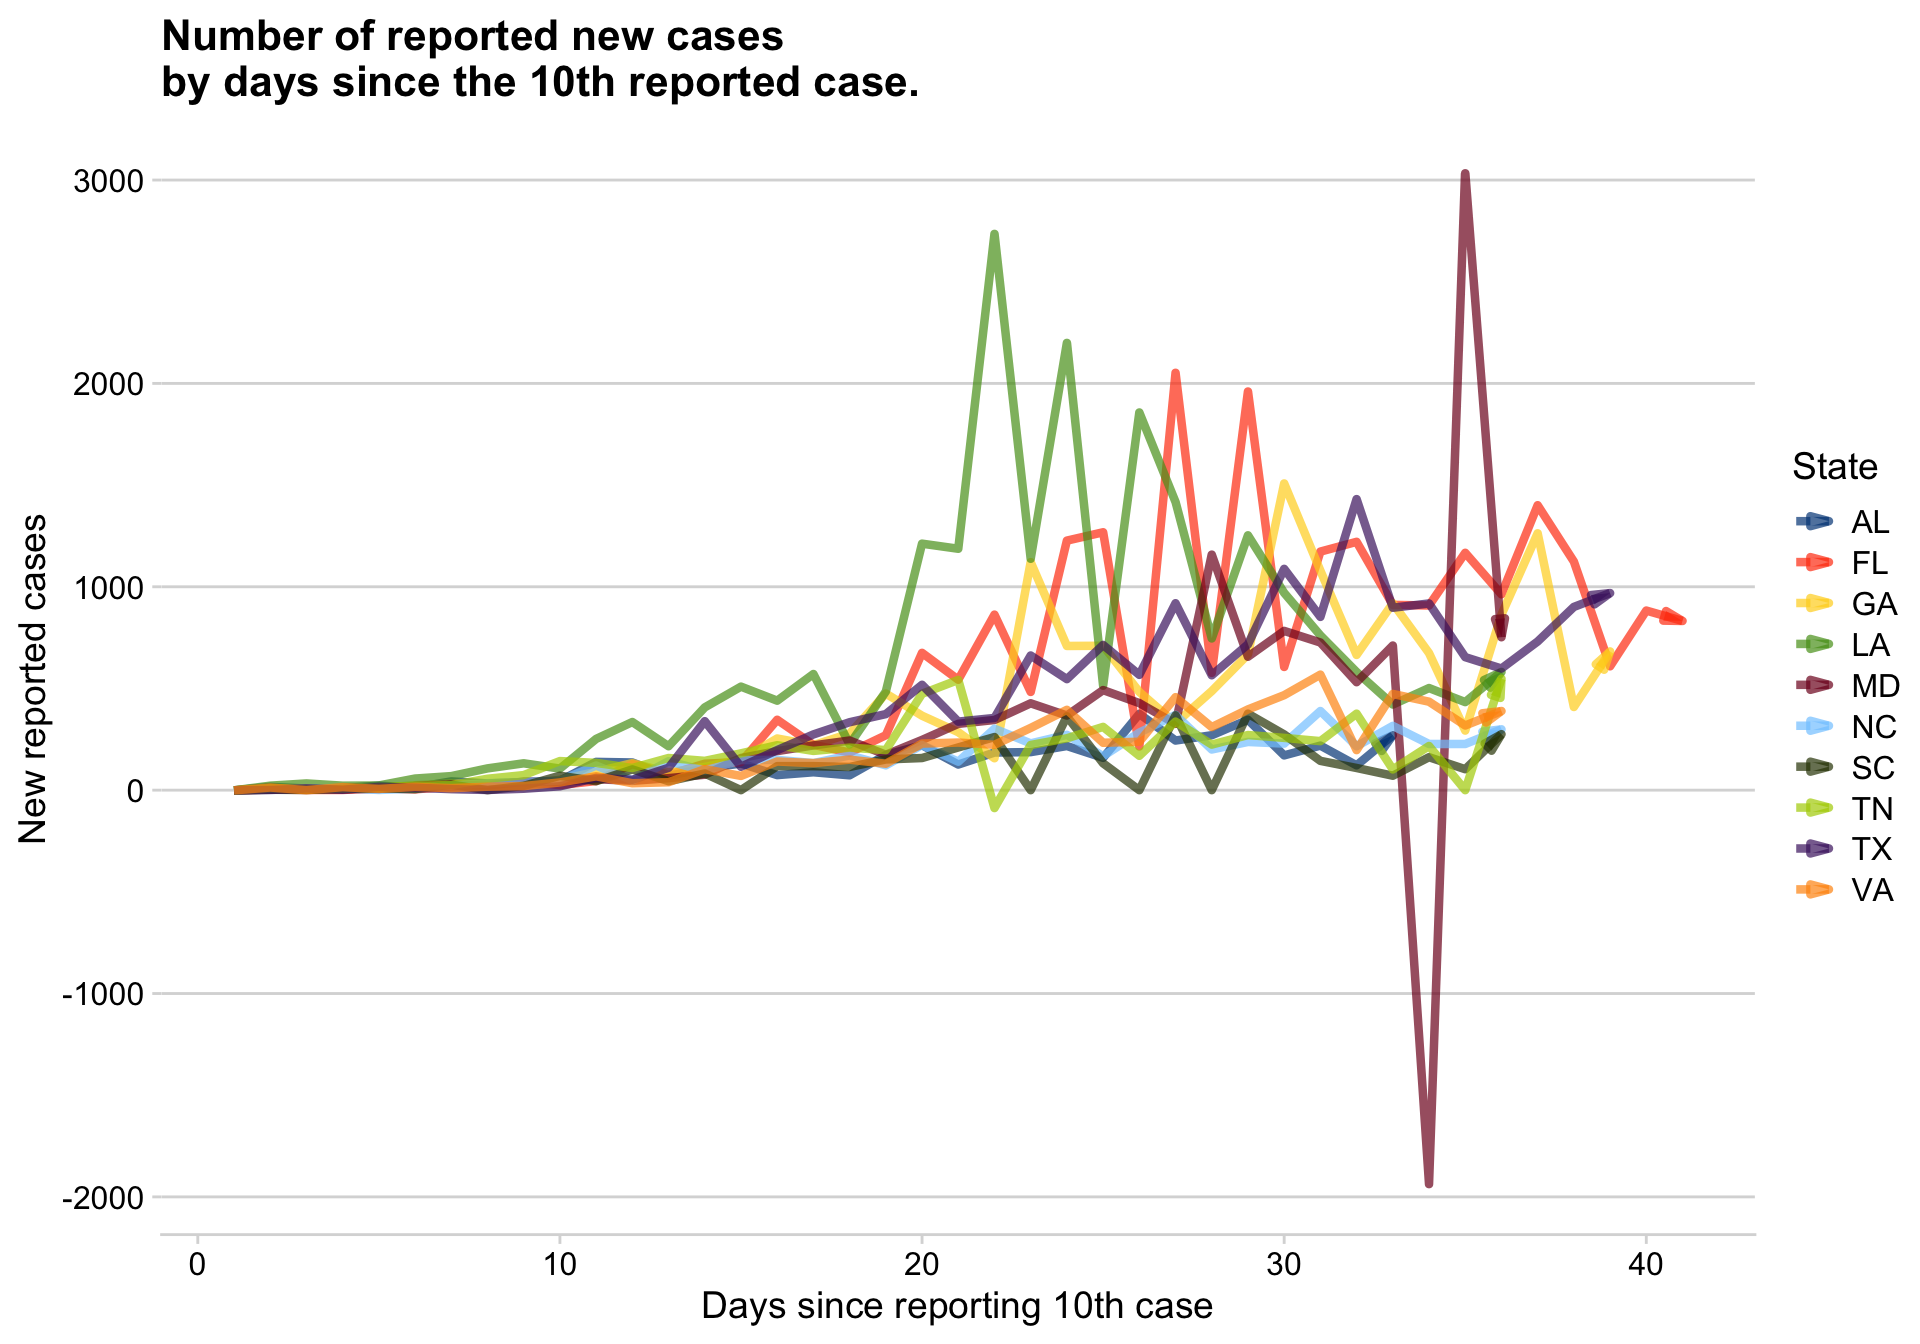 Number of reported new cases
by days since the 10th reported case.
3000
2000
1000
0
-1000
-2000
New reported cases
0 10 20 30 40
Days since reporting 10th case
State
AL
FL
GA
LA
MD
NC
SC
TN
TX
VA